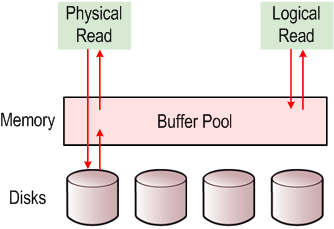 Physical
Read
Logical
Read
Memory
Buffer Pool
Disks